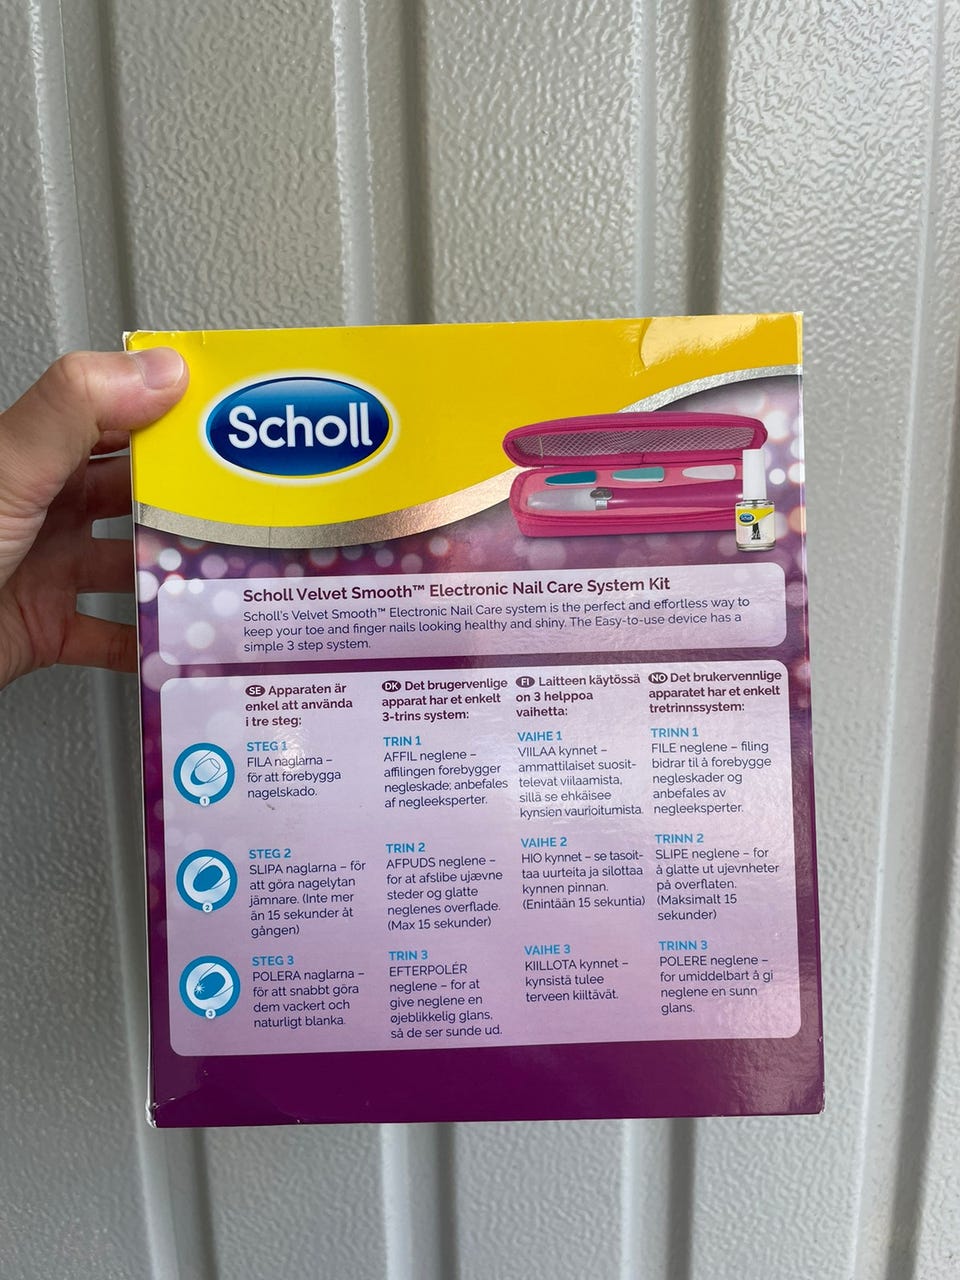 Scholl
Scholl
Scholl Velvet Smooth™ Electronic Nail Care System Kit
Scholl's Velvet Smooth™ Electronic Nail Care system is the perfect and effortless way to
keep your toe and finger nails looking healthy and shiny. The Easy-to-use device has a
simple 3 step system.
SE Apparaten är
enkel att använda
i tre steg:
STEG 1
FILA naglarna –
för att förebygga
nagelskado.
STEG 2
SLIPA naglarna – för
att göra nagelytan
jämnare. (Inte mer
än 15 sekunder åt
gången)
STEG 3
POLERA naglarna –
för att snabbt göra
dem vackert och
naturligt blanka.
DK Det brugervenlige
apparat har et enkelt
3-trins system:
TRIN 1
AFFIL neglene –
affilingen forebygger
negleskade; anbefales
af negleeksperter.
TRIN 2
AFPUDS neglene –
for at afslibe ujævne
steder og glatte
neglenes overflade.
(Max 15 sekunder)
TRIN 3
EFTERPOLÉR
neglene – for at
give neglene en
øjeblikkelig glans,
så de ser sunde ud.
FI Laitteen käytössä
on 3 helppoa
vaihetta:
VAIHE 1
VIILAA kynnet –
ammattilaiset suosit-
televat viilaamista,
sillä se ehkäisee
kynsien vaurioitumista.
VAIHE 2
HIO kynnet – se tasoit-
taa uurteita ja silottaa
kynnen pinnan.
(Enintään 15 sekuntia)
VAIHE 3
KIILLOTA kynnet –
kynsistä tulee
terveen kiiltävät.
NO Det brukervennlige
apparatet har et enkelt
tretrinnssystem:
TRINN 1
FILE neglene – filing
bidrar til å forebygge
negleskader og
anbefales av
negleeksperter.
TRINN 2
SLIPE neglene – for
å glatte ut ujevnheter
på overflaten.
(Maksimalt 15
sekunder)
TRINN 3
POLERE neglene –
for umiddelbart å gi
neglene en sunn
glans.
1
2
3